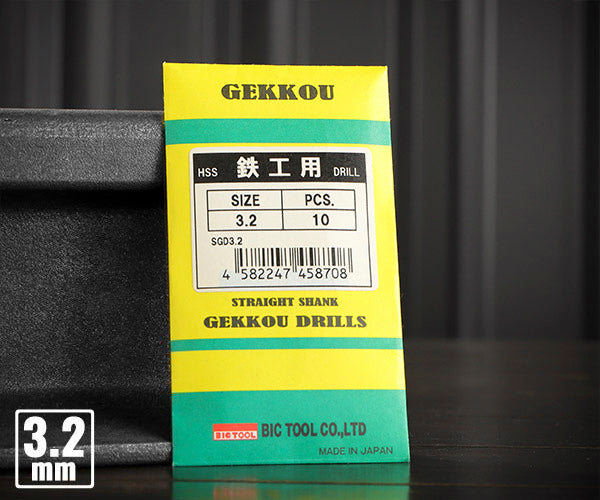 GEKKOU
HSS 鉄工用 DRILL
SIZE PCS.
3.2 10
SGD3.2
4 582247 458708
STRAIGHT SHANK
GEKKOU DRILLS
BIC TOOL BIC TOOL CO.,LTD
MADE IN JAPAN
3.2
mm